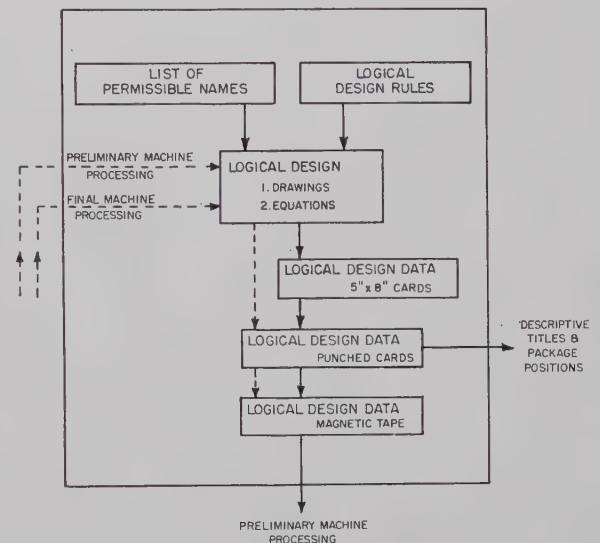 LIST OF
PERMISSIBLE NAMES
LOGICAL
DESIGN RULES
PRELIMINARY MACHINE
PROCESSING
LOGICAL DESIGN
1. DRAWINGS
2. EQUATIONS
FINAL MACHINE
PROCESSING
LOGICAL DESIGN DATA
5" x 8" CARDS
LOGICAL DESIGN DATA
PUNCHED CARDS
DESCRIPTIVE
TITLES &
PACKAGE
POSITIONS
LOGICAL DESIGN DATA
MAGNETIC TAPE
PRELIMINARY MACHINE
PROCESSING